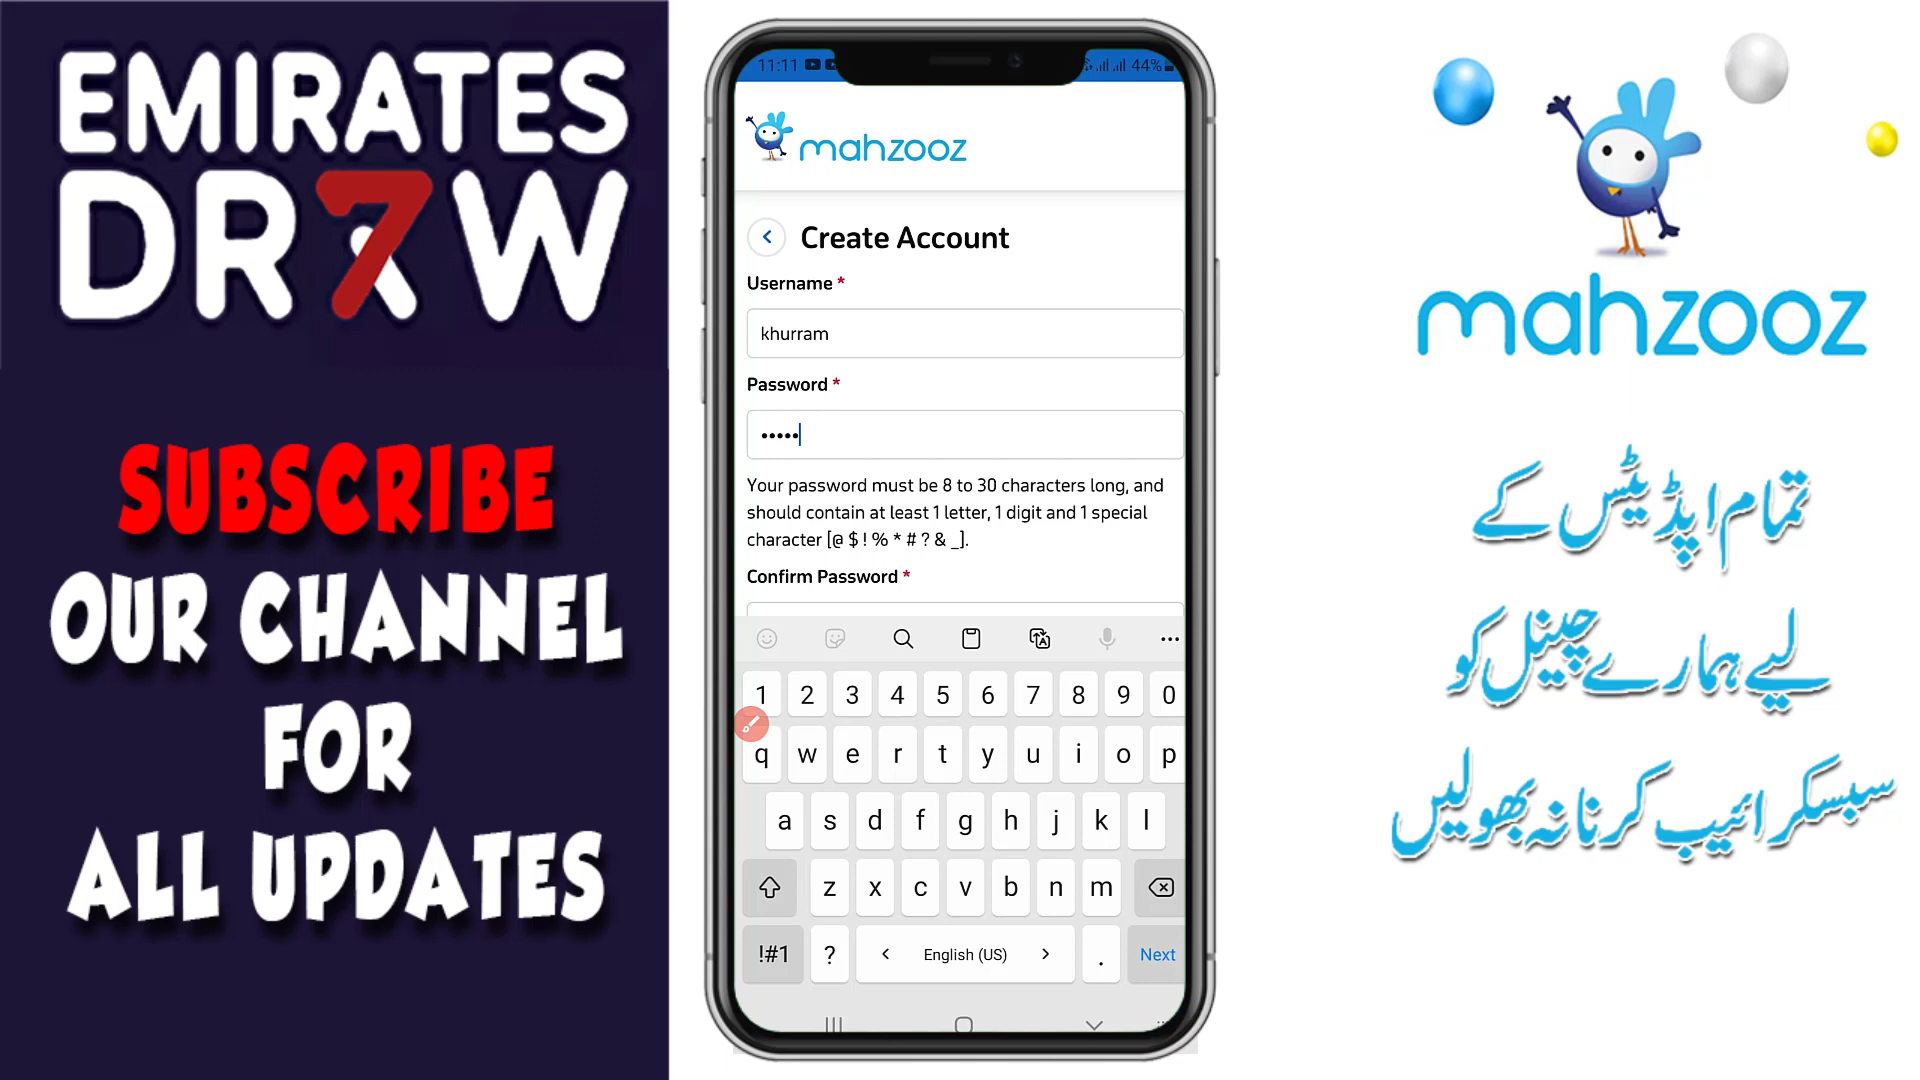 EMIRATES
DR7W
SUBSCRIBE
OUR CHANNEL
FOR
ALL UPDATES
11:11
44%
mahzooz
Create Account
Username *
khurram
Password *
•••••
Your password must be 8 to 30 characters long, and
should contain at least 1 letter, 1 digit and 1 special
character [@ $ ! % * # ? & _].
Confirm Password *
1 2 3 4 5 6 7 8 9 0
q w e r t y u i o p
a s d f g h j k l
z x c v b n m
!#1 ? < English (US) > . Next
mahzooz
تمام اپڈیٹس کے
لیے ہمارے چینل کو
سبسکرائیب کرنا نہ بھولیں